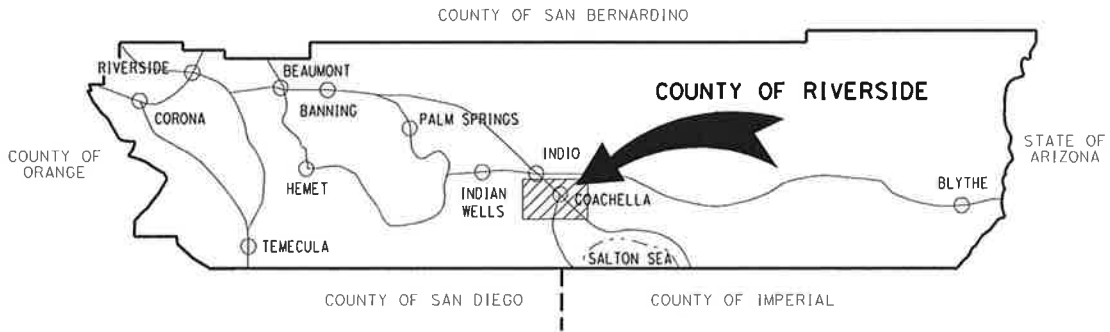 COUNTY OF SAN BERNARDINO
RIVERSIDE
BEAUMONT
BANNING
CORONA
PALM SPRINGS
COUNTY OF RIVERSIDE
COUNTY OF
ORANGE
STATE OF
ARIZONA
HEMET
INDIAN
WELLS
INDIO
COACHELLA
BLYTHE
TEMECULA
SALTON SEA
COUNTY OF SAN DIEGO
COUNTY OF IMPERIAL